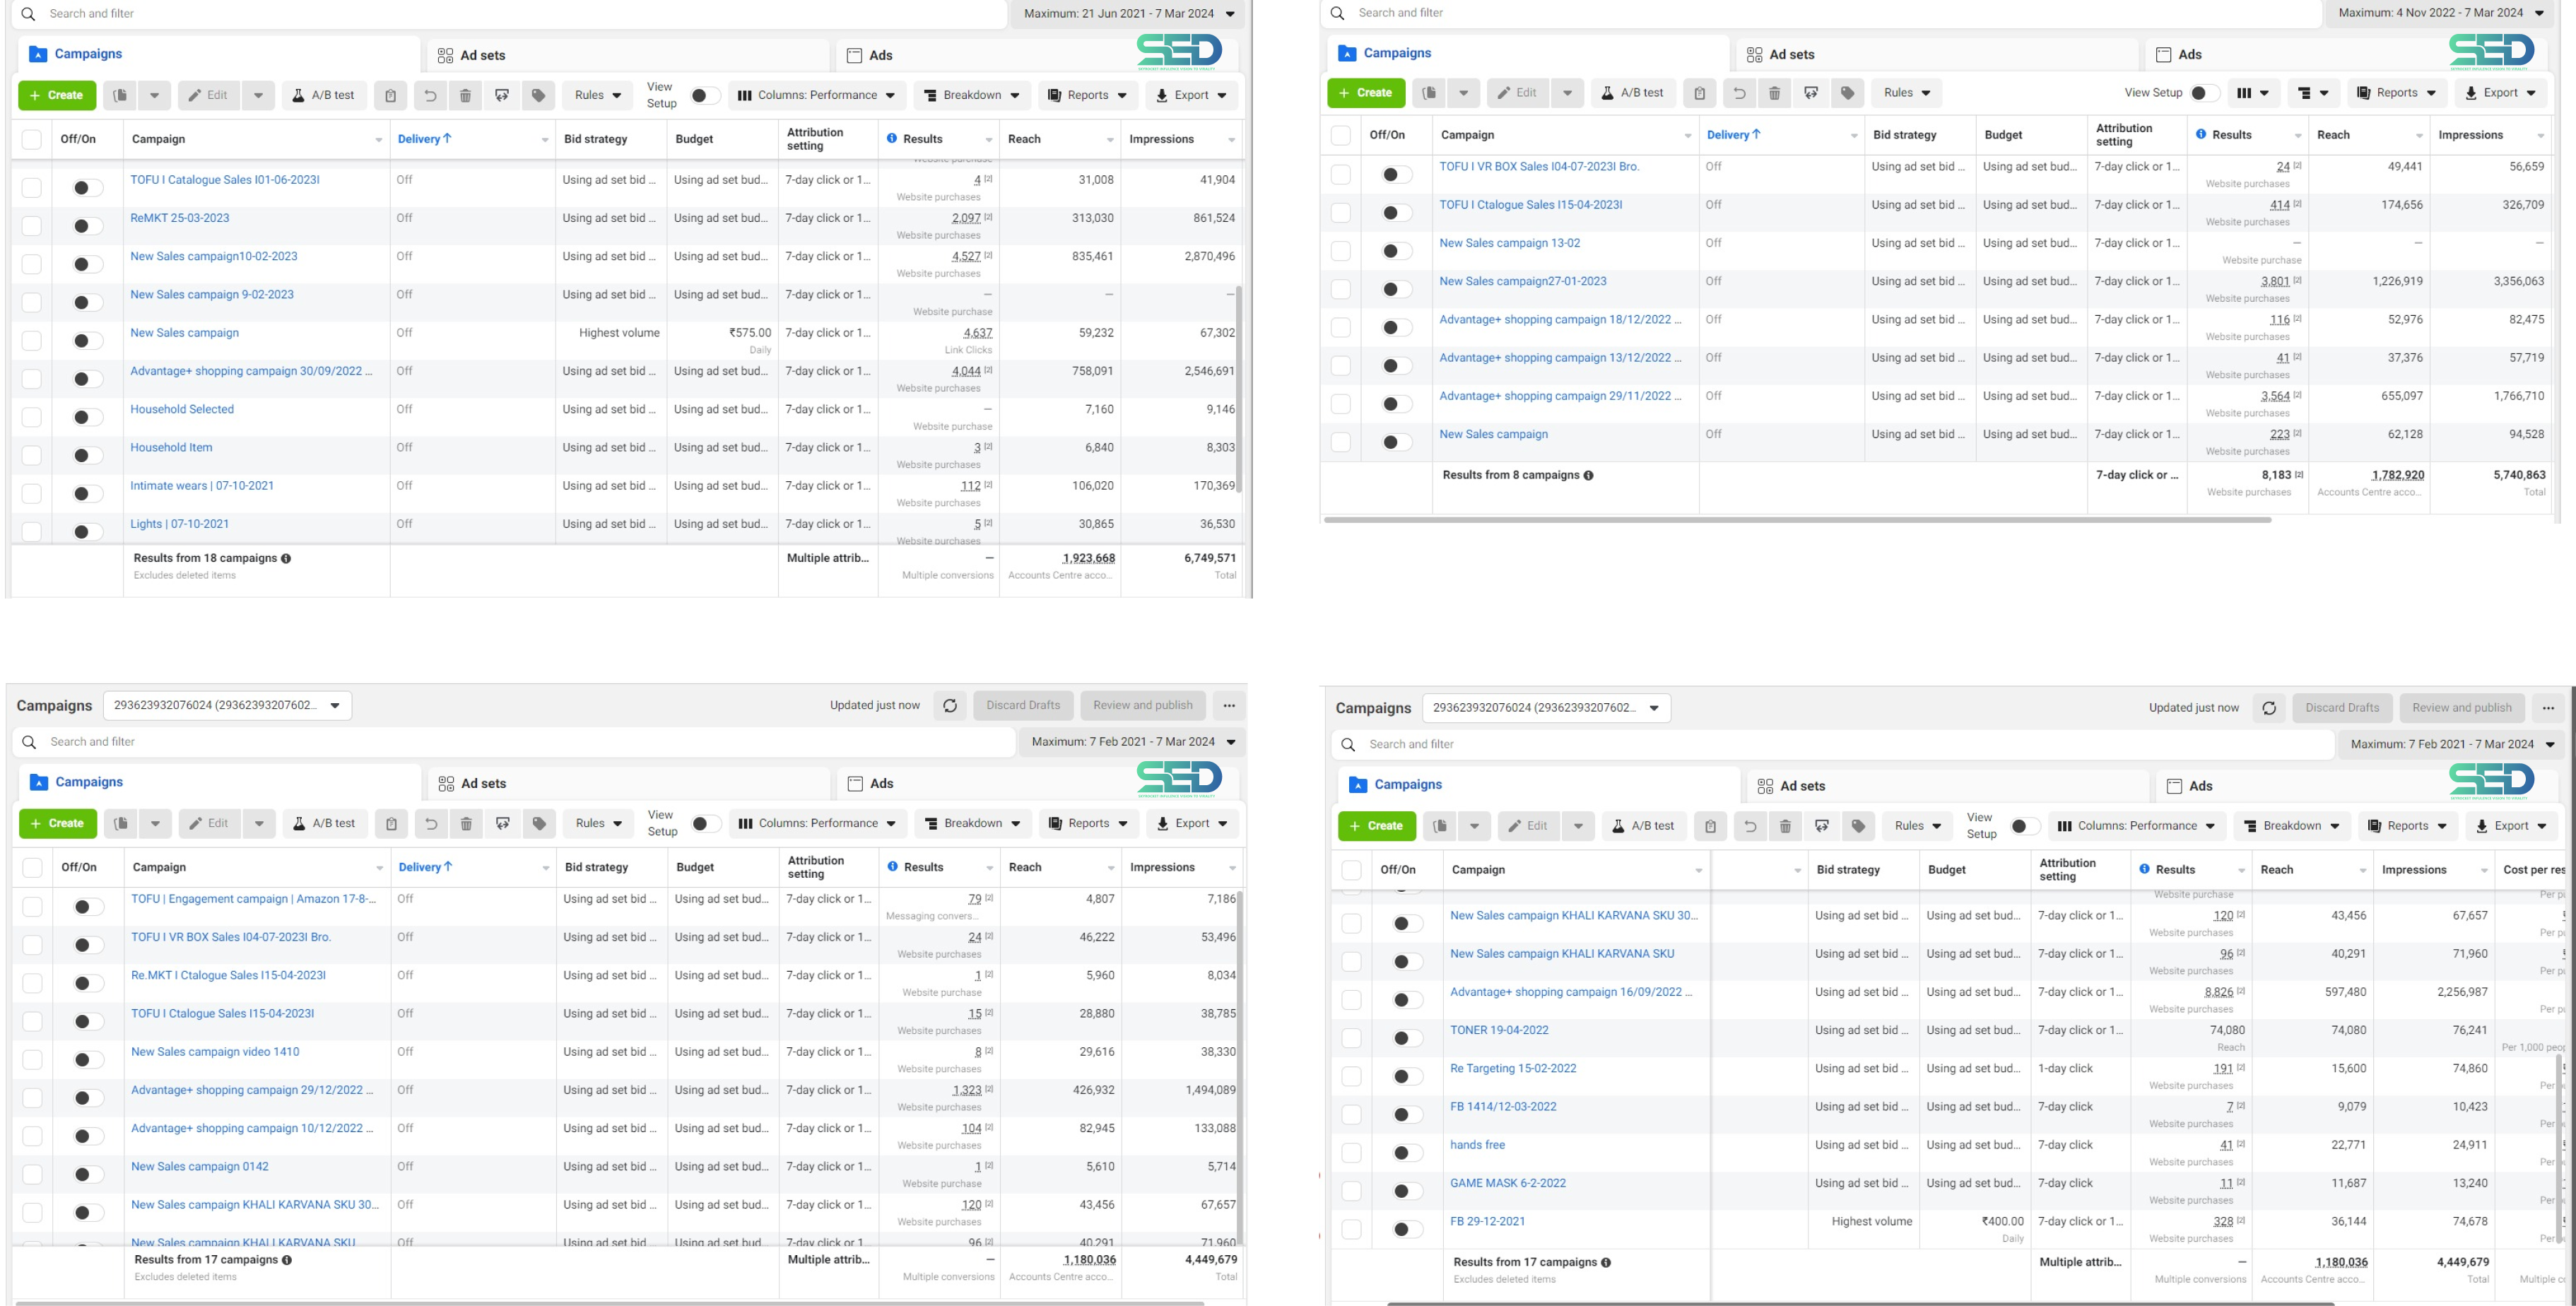 Search and filter
Maximum: 21 Jun 2021 - 7 Mar 2024
Campaigns
Ad sets
Ads
SED
+ Create
Edit
A/B test
Rules
View Setup
Columns: Performance
Breakdown
Reports
Export
Off/On Campaign Delivery ↑ Bid strategy Budget Attribution setting Results Reach Impressions
Website purchase
TOFU I Catalogue Sales I01-06-2023I Off Using ad set bid ... Using ad set bud... 7-day click or 1... 4 [2] 31,008 41,904
Website purchases
ReMKT 25-03-2023 Off Using ad set bid ... Using ad set bud... 7-day click or 1... 2,097 [2] 313,030 861,524
Website purchases
New Sales campaign10-02-2023 Off Using ad set bid ... Using ad set bud... 7-day click or 1... 4,527 [2] 835,461 2,870,496
Website purchases
New Sales campaign 9-02-2023 Off Using ad set bid ... Using ad set bud... 7-day click or 1... — — —
Website purchase
New Sales campaign Off Highest volume ₹575.00 7-day click or 1... 4,637 59,232 67,302
Daily Link Clicks
Advantage+ shopping campaign 30/09/2022 ... Off Using ad set bid ... Using ad set bud... 7-day click or 1... 4,044 [2] 758,091 2,546,691
Website purchases
Household Selected Off Using ad set bid ... Using ad set bud... 7-day click or 1... — 7,160 9,146
Website purchase
Household Item Off Using ad set bid ... Using ad set bud... 7-day click or 1... 3 [2] 6,840 8,303
Website purchases
Intimate wears | 07-10-2021 Off Using ad set bid ... Using ad set bud... 7-day click or 1... 112 [2] 106,020 170,369
Website purchases
Lights | 07-10-2021 Off Using ad set bid ... Using ad set bud... 7-day click or 1... 5 [2] 30,865 36,530
Website purchases
Results from 18 campaigns Multiple attrib... — 1,923,668 6,749,571
Excludes deleted items Multiple conversions Accounts Centre acco... Total
Search and filter
Maximum: 4 Nov 2022 - 7 Mar 2024
Campaigns
Ad sets
Ads
SED
+ Create
Edit
A/B test
Rules
View Setup
Reports
Export
Off/On Campaign Delivery ↑ Bid strategy Budget Attribution setting Results Reach Impressions
TOFU I VR BOX Sales I04-07-2023I Bro. Off Using ad set bid ... Using ad set bud... 7-day click or 1... 24 [2] 49,441 56,659
Website purchases
TOFU I Ctalogue Sales I15-04-2023I Off Using ad set bid ... Using ad set bud... 7-day click or 1... 414 [2] 174,656 326,709
Website purchases
New Sales campaign 13-02 Off Using ad set bid ... Using ad set bud... 7-day click or 1... — — —
Website purchase
New Sales campaign27-01-2023 Off Using ad set bid ... Using ad set bud... 7-day click or 1... 3,801 [2] 1,226,919 3,356,063
Website purchases
Advantage+ shopping campaign 18/12/2022 ... Off Using ad set bid ... Using ad set bud... 7-day click or 1... 116 [2] 52,976 82,475
Website purchases
Advantage+ shopping campaign 13/12/2022 ... Off Using ad set bid ... Using ad set bud... 7-day click or 1... 41 [2] 37,376 57,719
Website purchases
Advantage+ shopping campaign 29/11/2022 ... Off Using ad set bid ... Using ad set bud... 7-day click or 1... 3,564 [2] 655,097 1,766,710
Website purchases
New Sales campaign Off Using ad set bid ... Using ad set bud... 7-day click or 1... 223 [2] 62,128 94,528
Website purchases
Results from 8 campaigns 7-day click or ... 8,183 [2] 1,782,920 5,740,863
Website purchases Accounts Centre acco... Total
Campaigns
293623932076024 (29362393207602...
Updated just now
Discard Drafts
Review and publish
...
Search and filter
Maximum: 7 Feb 2021 - 7 Mar 2024
Campaigns
Ad sets
Ads
SED
+ Create
Edit
A/B test
Rules
View Setup
Columns: Performance
Breakdown
Reports
Export
Off/On Campaign Delivery ↑ Bid strategy Budget Attribution setting Results Reach Impressions
TOFU | Engagement campaign | Amazon 17-8-... Off Using ad set bid ... Using ad set bud... 7-day click or 1... 79 [2] 4,807 7,186
Messaging convers...
TOFU I VR BOX Sales I04-07-2023I Bro. Off Using ad set bid ... Using ad set bud... 7-day click or 1... 24 [2] 46,222 53,496
Website purchases
Re.MKT I Ctalogue Sales I15-04-2023I Off Using ad set bid ... Using ad set bud... 7-day click or 1... 1 [2] 5,960 8,034
Website purchase
TOFU I Ctalogue Sales I15-04-2023I Off Using ad set bid ... Using ad set bud... 7-day click or 1... 15 [2] 28,880 38,785
Website purchases
New Sales campaign video 1410 Off Using ad set bid ... Using ad set bud... 7-day click or 1... 8 [2] 29,616 38,330
Website purchases
Advantage+ shopping campaign 29/12/2022 ... Off Using ad set bid ... Using ad set bud... 7-day click or 1... 1,323 [2] 426,932 1,494,089
Website purchases
Advantage+ shopping campaign 10/12/2022 ... Off Using ad set bid ... Using ad set bud... 7-day click or 1... 104 [2] 82,945 133,088
Website purchases
New Sales campaign 0142 Off Using ad set bid ... Using ad set bud... 7-day click or 1... 1 [2] 5,610 5,714
Website purchase
New Sales campaign KHALI KARVANA SKU 30... Off Using ad set bid ... Using ad set bud... 7-day click or 1... 120 [2] 43,456 67,657
Website purchases
New Sales campaign KHALI KARVANA SKU Off Using ad set bid ... Using ad set bud... 7-day click or 1... 96 [2] 40,291 71,960
Results from 17 campaigns Multiple attrib... — 1,180,036 4,449,679
Excludes deleted items Multiple conversions Accounts Centre acco... Total
Campaigns
293623932076024 (29362393207602...
Updated just now
Discard Drafts
Review and publish
...
Search and filter
Maximum: 7 Feb 2021 - 7 Mar 2024
Campaigns
Ad sets
Ads
SED
+ Create
Edit
A/B test
Rules
View Setup
Columns: Performance
Breakdown
Reports
Export
Off/On Campaign Bid strategy Budget Attribution setting Results Reach Impressions Cost per res
Website purchase Per p
New Sales campaign KHALI KARVANA SKU 30... Using ad set bid ... Using ad set bud... 7-day click or 1... 120 [2] 43,456 67,657
Website purchases Per p
New Sales campaign KHALI KARVANA SKU Using ad set bid ... Using ad set bud... 7-day click or 1... 96 [2] 40,291 71,960
Website purchases Per p
Advantage+ shopping campaign 16/09/2022 ... Using ad set bid ... Using ad set bud... 7-day click or 1... 8,826 [2] 597,480 2,256,987
Website purchases Per p
TONER 19-04-2022 Using ad set bid ... Using ad set bud... 7-day click or 1... 74,080 74,080 76,241
Reach Per 1,000 peop
Re Targeting 15-02-2022 Using ad set bid ... Using ad set bud... 1-day click 191 [2] 15,600 74,860
Website purchases Per
FB 1414/12-03-2022 Using ad set bid ... Using ad set bud... 7-day click 7 [2] 9,079 10,423
Website purchases Per
hands free Using ad set bid ... Using ad set bud... 7-day click 41 [2] 22,771 24,911
Website purchases Per
GAME MASK 6-2-2022 Using ad set bid ... Using ad set bud... 7-day click 11 [2] 11,687 13,240
Website purchases Per
FB 29-12-2021 Highest volume ₹400.00 7-day click or 1... 328 [2] 36,144 74,678
Daily Website purchases Per
Results from 17 campaigns Multiple attrib... — 1,180,036 4,449,679
Excludes deleted items Multiple conversions Accounts Centre acco... Total Multiple c